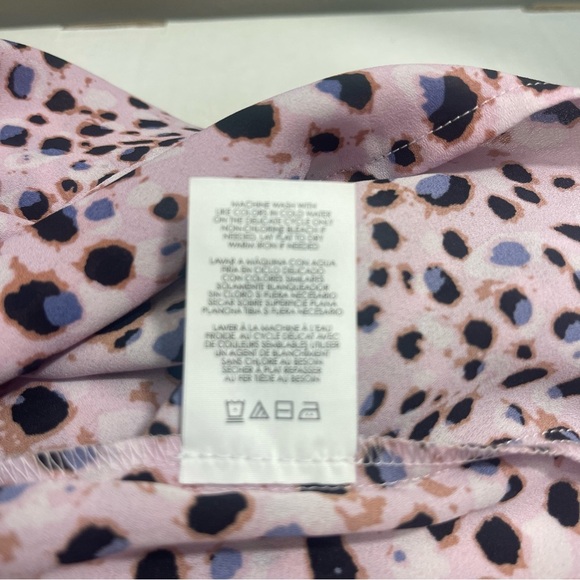 MACHINE WASH WITH
LIKE COLORS IN COLD WATER
ON THE DELICATE CYCLE ONLY
NON-CHLORINE BLEACH IF
NEEDED. LAY FLAT TO DRY
WARM IRON IF NEEDED.
LAVAR A MÁQUINA CON AGUA
FRÍA EN CICLO DELICADO
CON COLORES SIMILARES.
SOLAMENTE BLANQUEADOR
SIN CLORO SI FUERA NECESARIO
SECAR SOBRE SUPERFICIE PLANA
PLANCHA TIBIA SI FUERA NECESARIO
LAVER À LA MACHINE À L'EAU
FROIDE AU CYCLE DÉLICAT AVEC
DE COULEURS SEMBLABLES UTILISER
UN AGENT DE BLANCHIMENT
SANS CHLORE AU BESOIN
SÉCHER À PLAT REPASSER
AU FER TIÈDE AU BESOIN